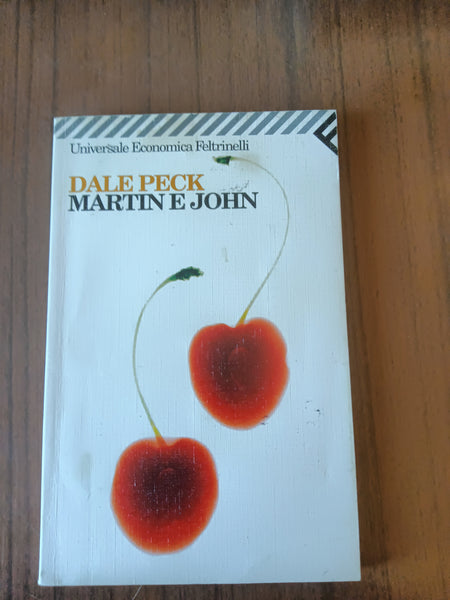 Universale Economica Feltrinelli
DALE PECK
MARTIN E JOHN